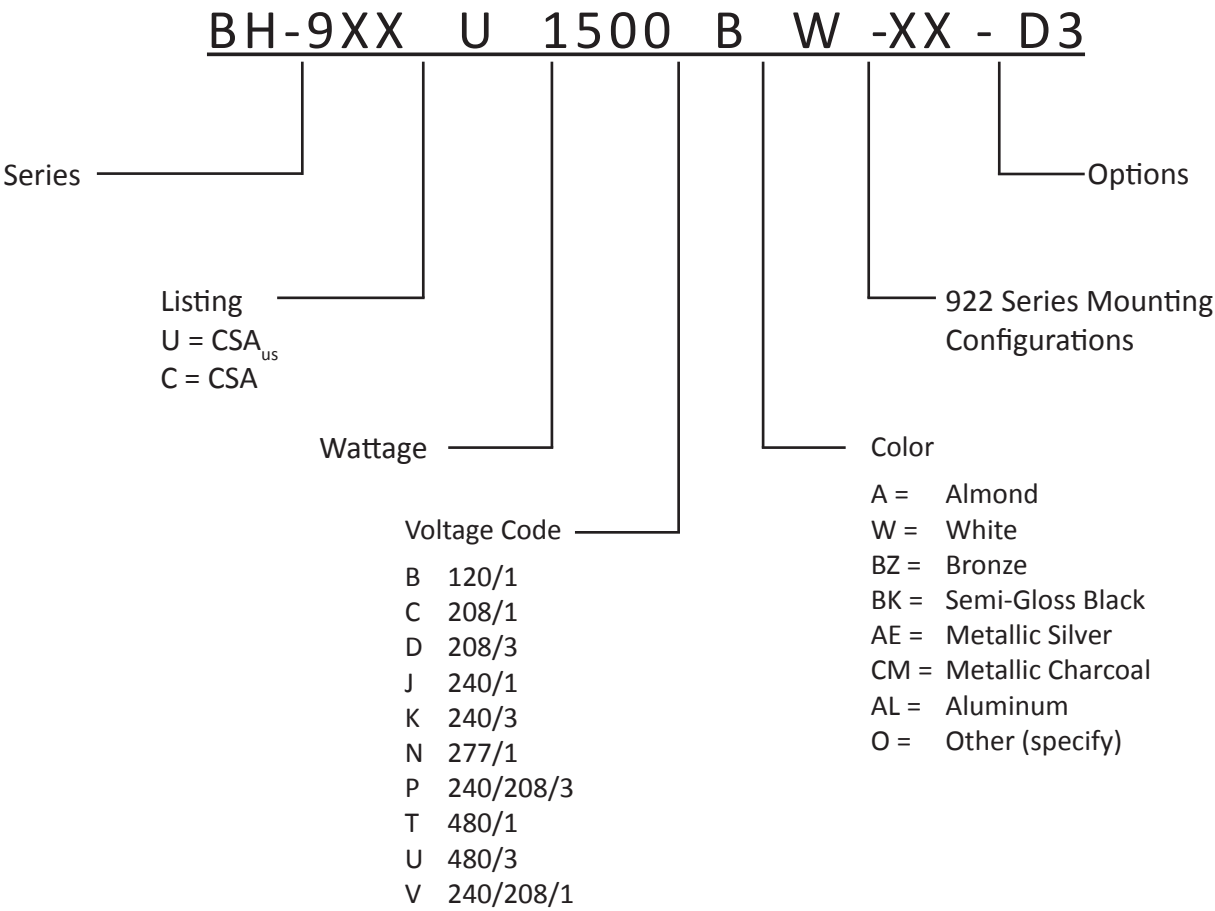 BH-9XX U 1500 B W -XX - D3
Series
Options
Listing
U = CSAus
C = CSA
922 Series Mounting
Configurations
Wattage
Voltage Code
B 120/1
C 208/1
D 208/3
J 240/1
K 240/3
N 277/1
P 240/208/3
T 480/1
U 480/3
V 240/208/1
Color
A = Almond
W = White
BZ = Bronze
BK = Semi-Gloss Black
AE = Metallic Silver
CM = Metallic Charcoal
AL = Aluminum
O = Other (specify)